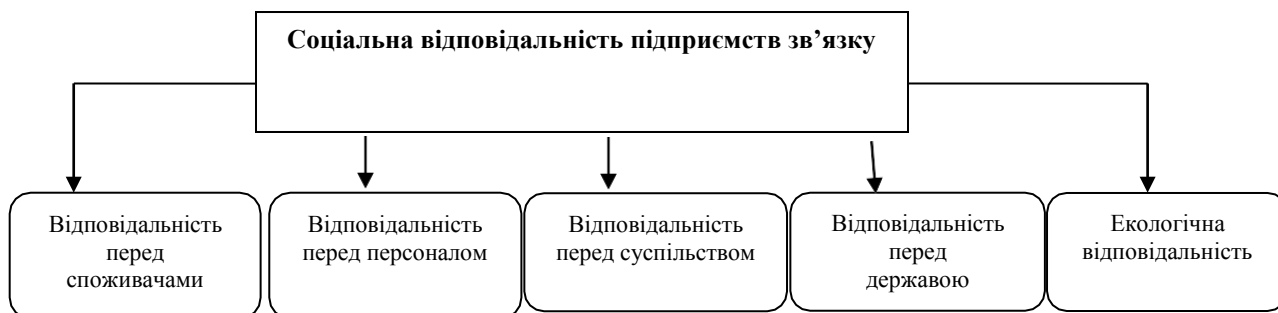 Соціальна відповідальність підприємств зв’язку
Відповідальність
перед
споживачами
Відповідальність
перед персоналом
Відповідальність
перед суспільством
Відповідальність
перед
державою
Екологічна
відповідальність